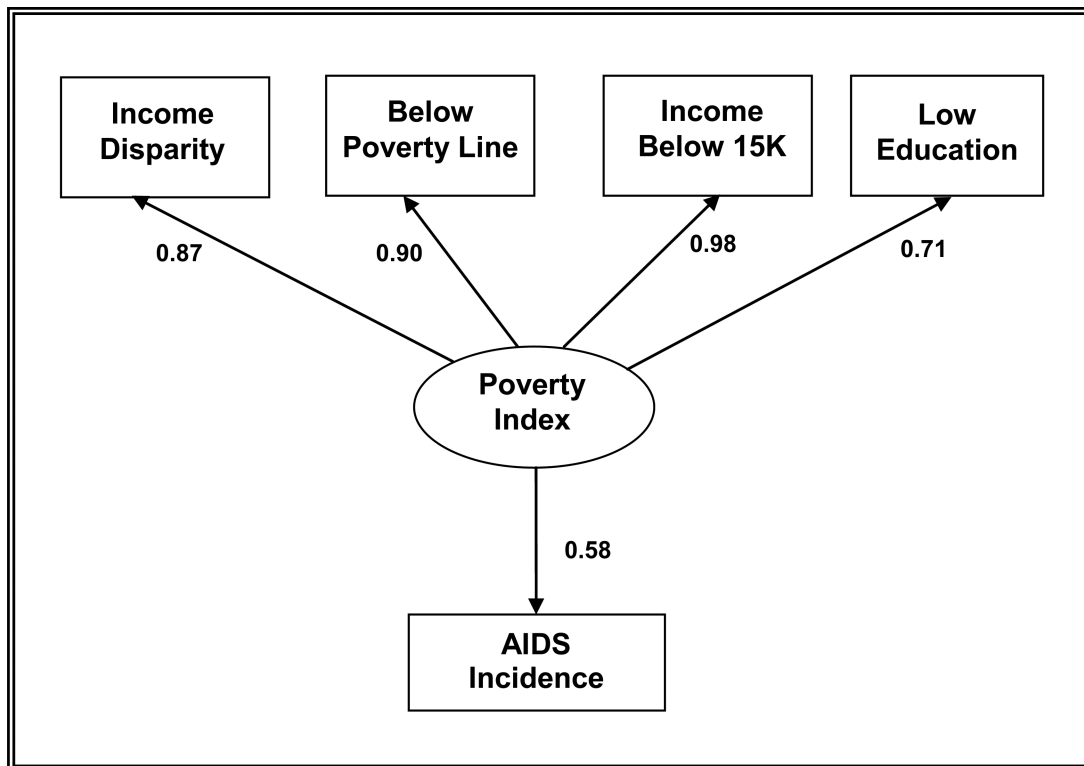 Income
Disparity
Below
Poverty Line
Income
Below 15K
Low
Education
0.87
0.90
0.98
0.71
Poverty
Index
0.58
AIDS
Incidence